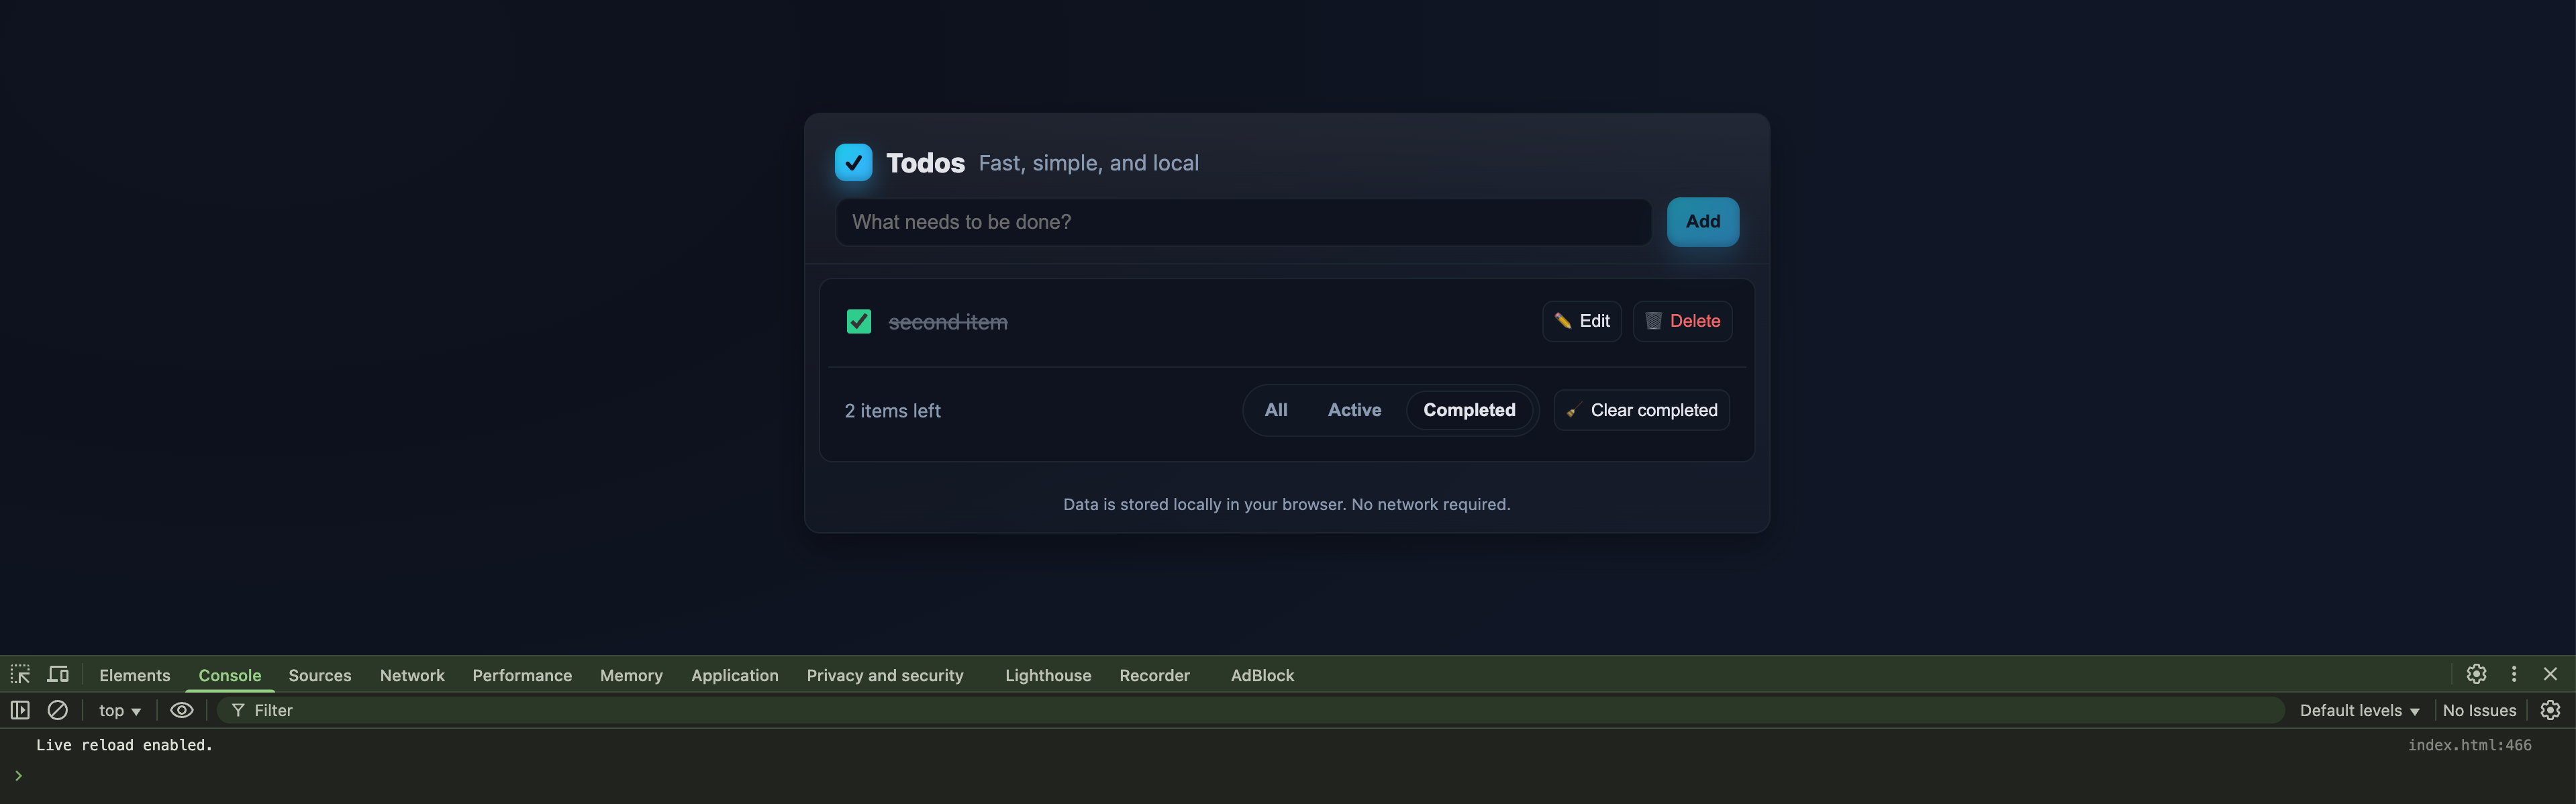 Todos Fast, simple, and local
What needs to be done? Add
second item Edit Delete
2 items left All Active Completed Clear completed
Data is stored locally in your browser. No network required.
Elements Console Sources Network Performance Memory Application Privacy and security Lighthouse Recorder AdBlock
top Filter Default levels No Issues
Live reload enabled. index.html:466